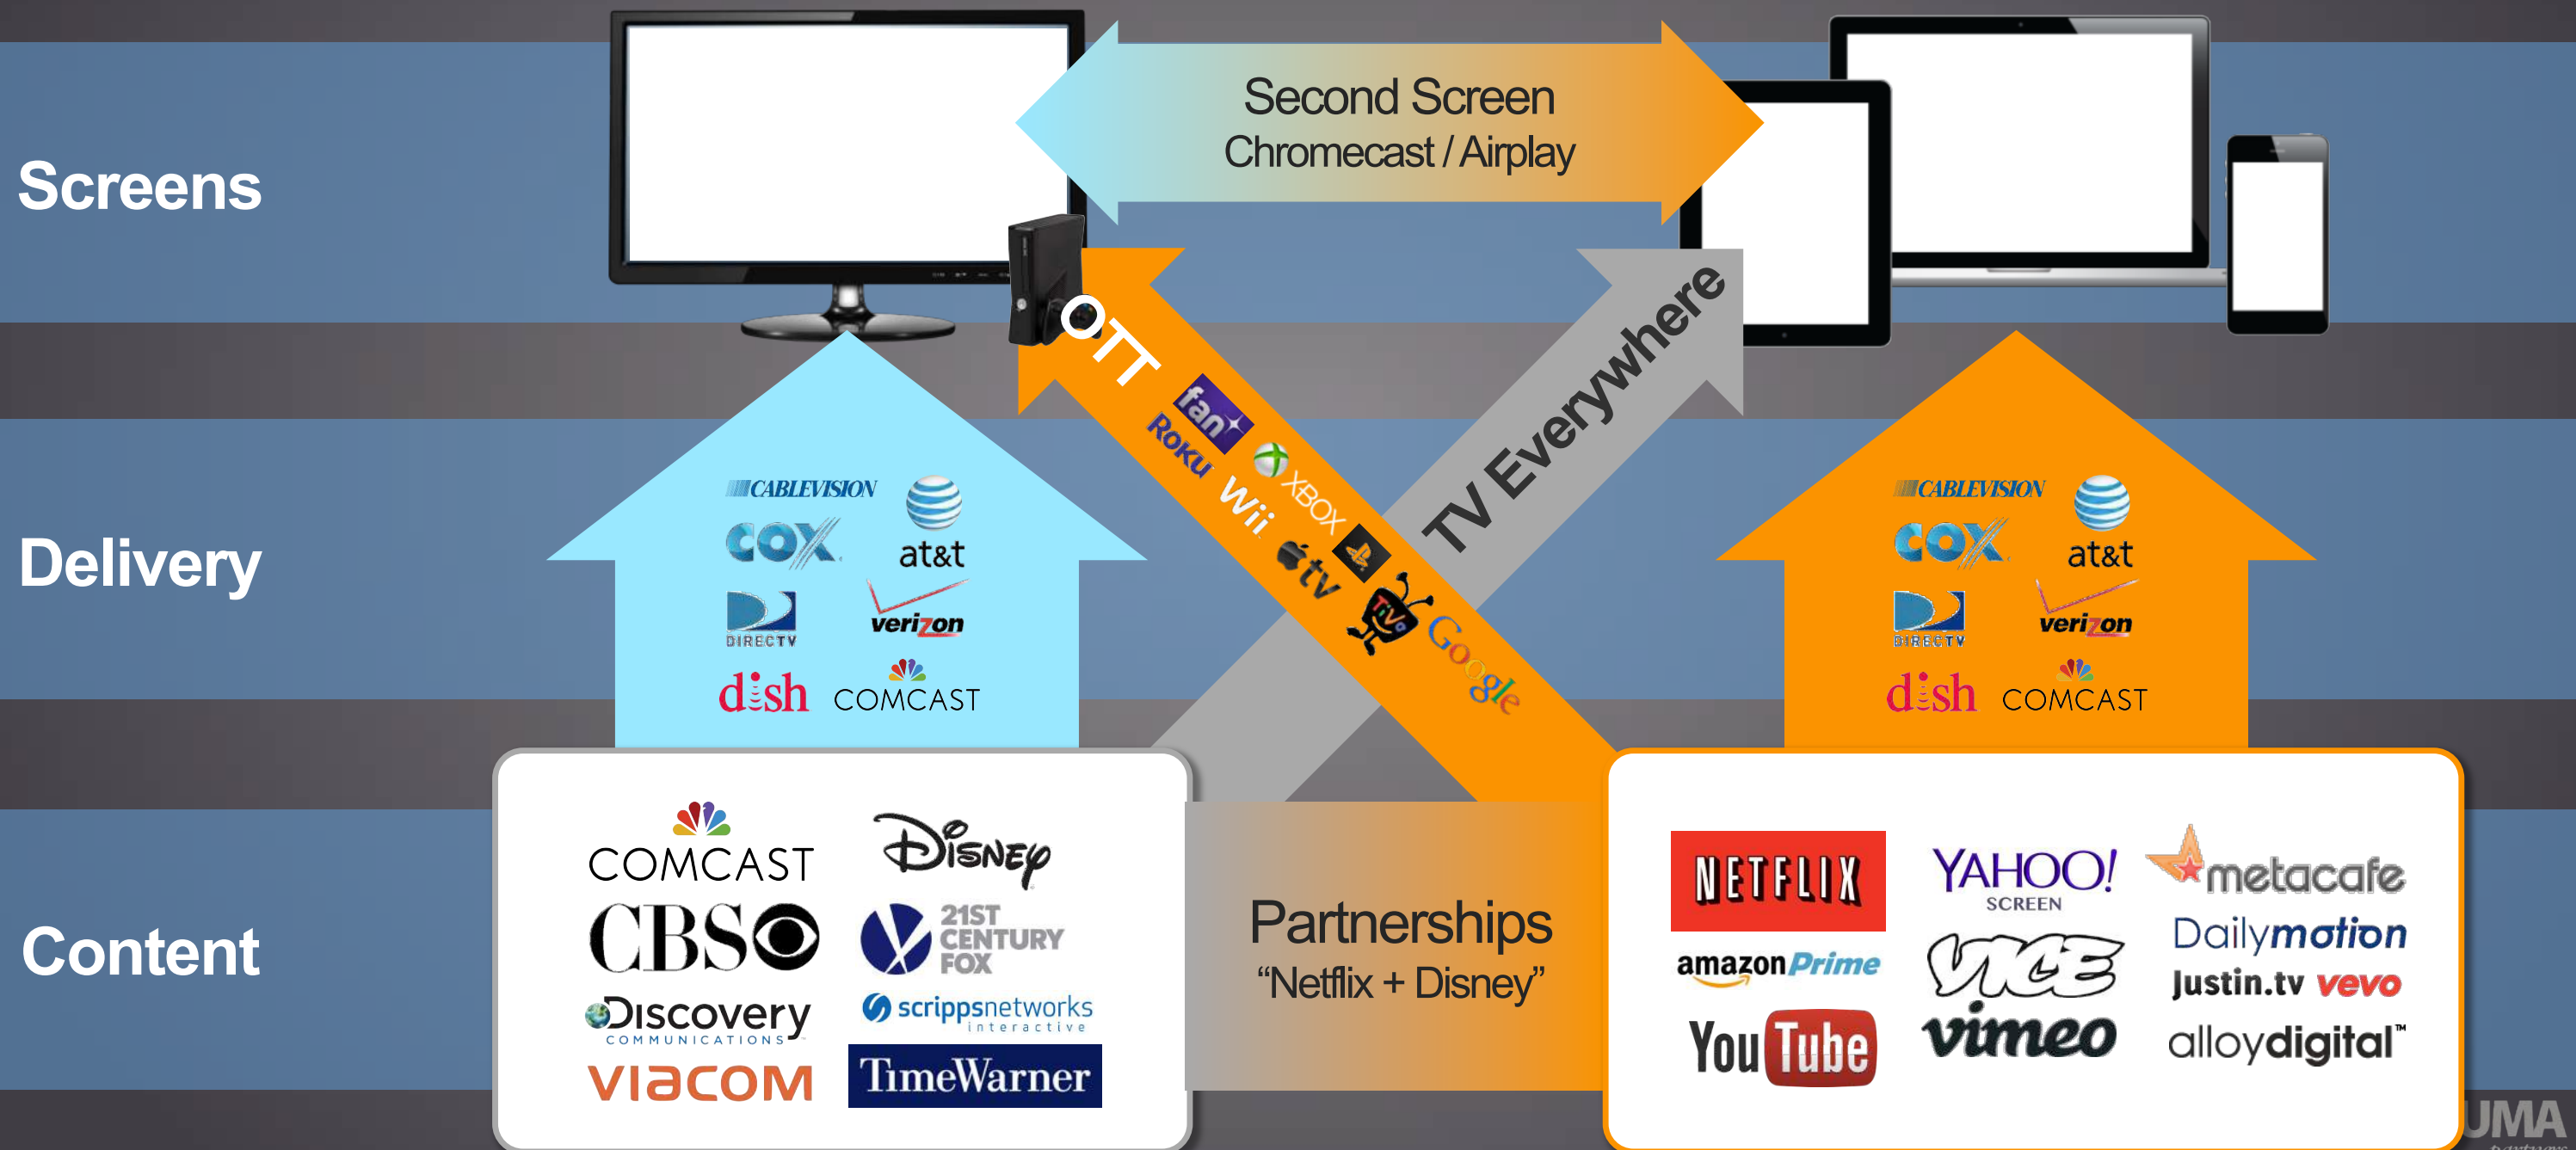 Screens
Second Screen
Chromecast / Airplay
OTT
fan
ROKU
XBOX
Wii
tv
TiVo
Google
TV Everywhere
Delivery
CABLEVISION
at&t
COX
DIRECTV
verizon
dish
COMCAST
CABLEVISION
at&t
COX
DIRECTV
verizon
dish
COMCAST
Content
COMCAST
DISNEY
CBS
21ST
CENTURY
FOX
DISCOVERY
COMMUNICATIONS
scrippsnetworks
interactive
VIACOM
TimeWarner
Partnerships
“Netflix + Disney”
NETFLIX
YAHOO!
SCREEN
metacafe
amazon Prime
VICE
Dailymotion
Justin.tv vevo
YouTube
vimeo
alloydigital™
UMA